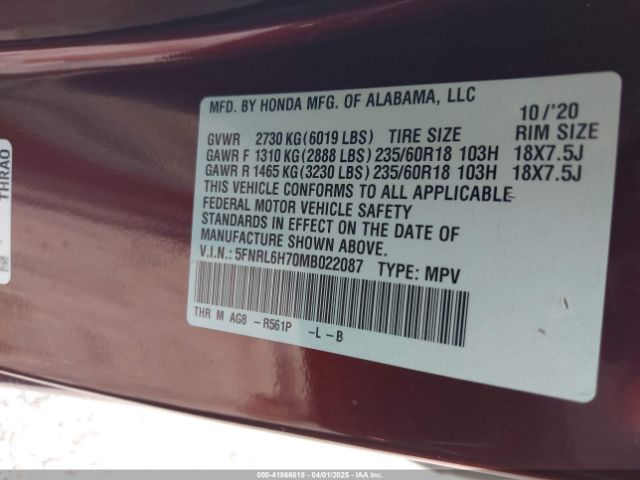 MFD. BY HONDA MFG. OF ALABAMA, LLC 10/'20
GVWR 2730 KG (6019 LBS) TIRE SIZE RIM SIZE
GAWR F 1310 KG (2888 LBS) 235/60R18 103H 18X7.5J
GAWR R 1465 KG (3230 LBS) 235/60R18 103H 18X7.5J
THIS VEHICLE CONFORMS TO ALL APPLICABLE
FEDERAL MOTOR VEHICLE SAFETY
STANDARDS IN EFFECT ON THE DATE OF
MANUFACTURE SHOWN ABOVE.
V.I.N.: 5FNRL6H70MB022087 TYPE: MPV
THR M AG8 -R561P -L-B
THRA0
000-41866818 - 04/01/2025 - IAAI.COM